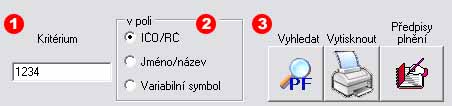 1
Kritérium
1234
v poli
2
ICO/RC
Jméno/název
Variabilní symbol
3
Vyhledat
PF
Vytisknout
Předpisy
plnění